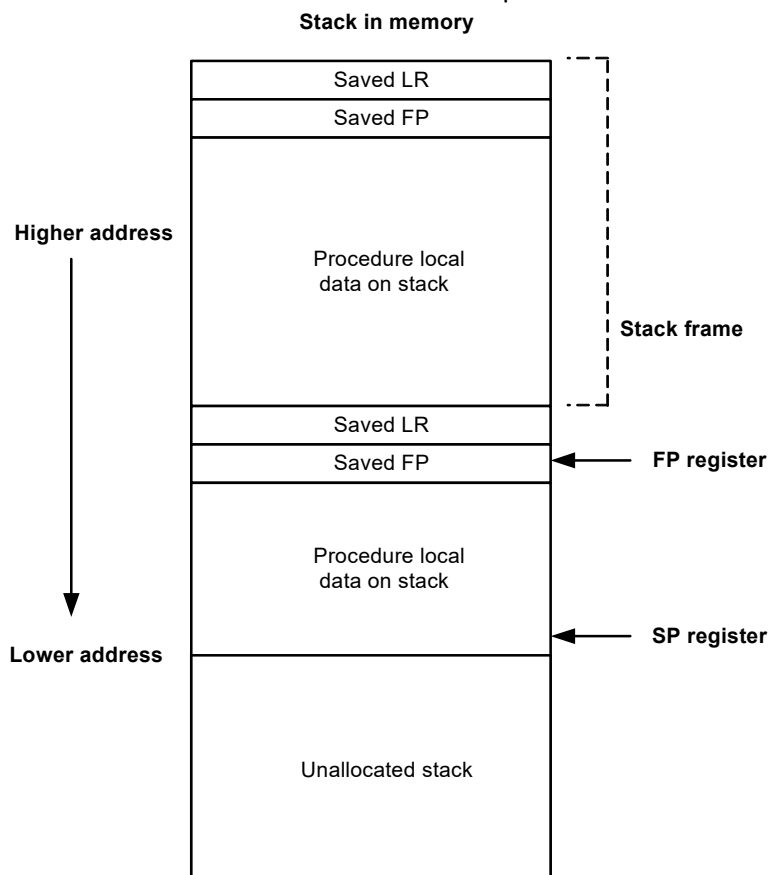 Stack in memory
Saved LR
Saved FP
Higher address
Procedure local
data on stack
Stack frame
Saved LR
Saved FP
FP register
Procedure local
data on stack
SP register
Lower address
Unallocated stack